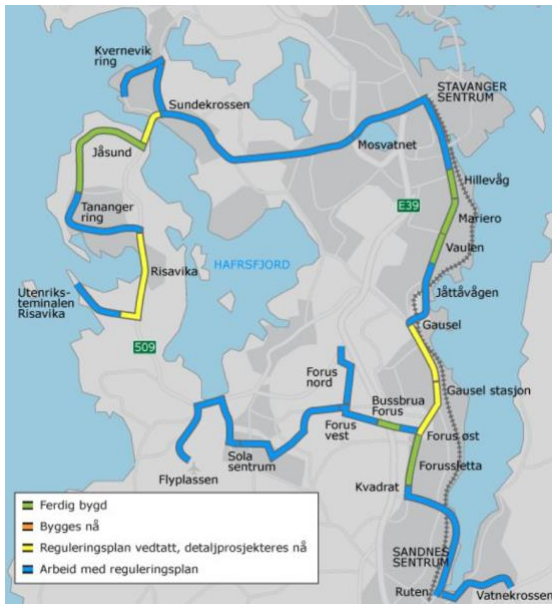 Kvernevik
ring
Sundekrossen
STAVANGER
SENTRUM
Mosvatnet
Jåsund
Hillevåg
Tananger
ring
E39
Mariero
Vaulen
Risavika
HAFRSFJORD
Utenriks-
teminalen
Risavika
Jåttåvågen
Gausel
509
Forus
nord
Gausel stasjon
Bussbrua
Forus
Forus
vest
Forus øst
Sola
sentrum
Forussletta
Flyplassen
Kvadrat
Ferdig bygd
Bygges nå
Reguleringsplan vedtatt, detaljprosjekteres nå
Arbeid med reguleringsplan
SANDNES
SENTRUM
Ruten
Vatnekrossen